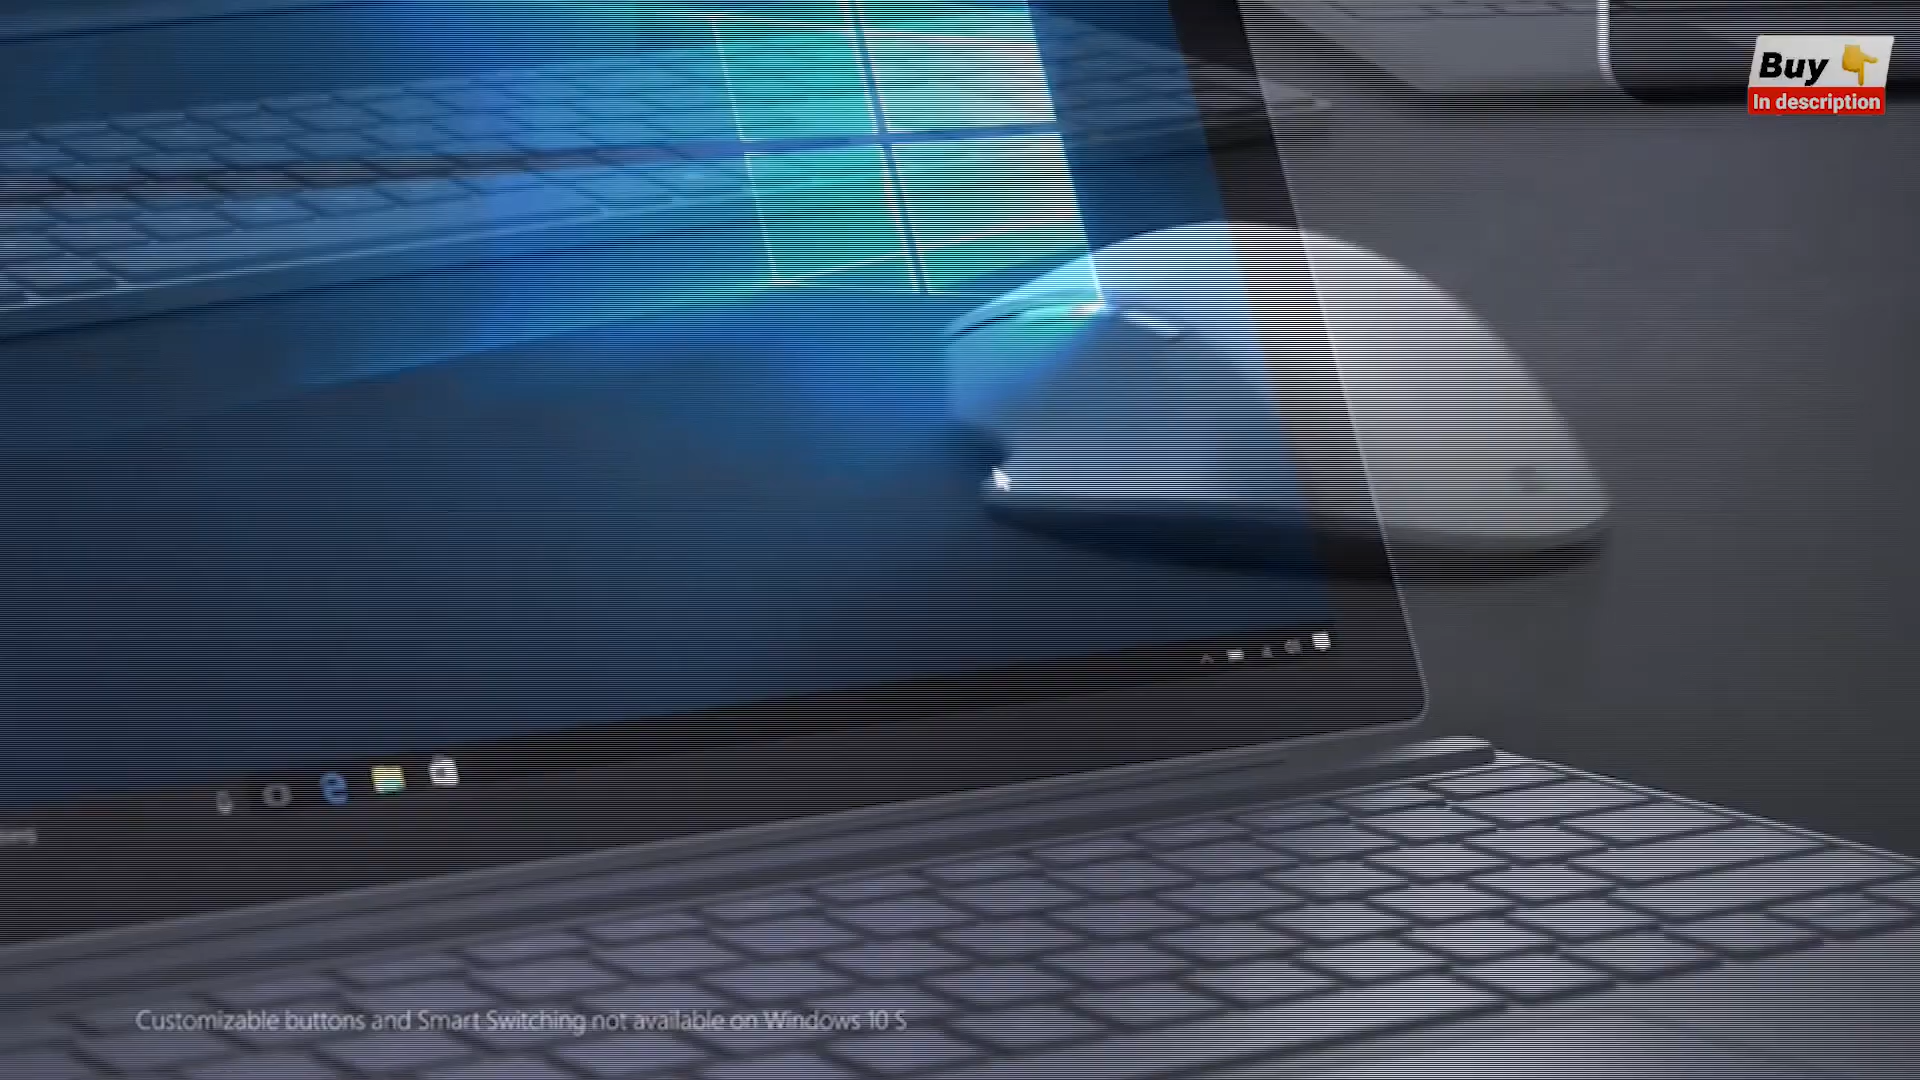 Buy
In description
Customizable buttons and Smart Switching not available on Windows 10 S